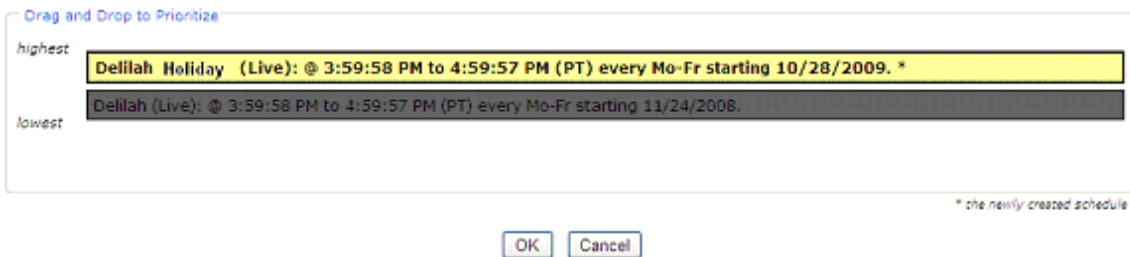 Drag and Drop to Prioritize
highest
Delilah Holiday (Live): @ 3:59:58 PM to 4:59:57 PM (PT) every Mo-Fr starting 10/28/2009. *
Delilah (Live): @ 3:59:58 PM to 4:59:57 PM (PT) every Mo-Fr starting 11/24/2008.
lowest
* the newly created schedule
OK Cancel